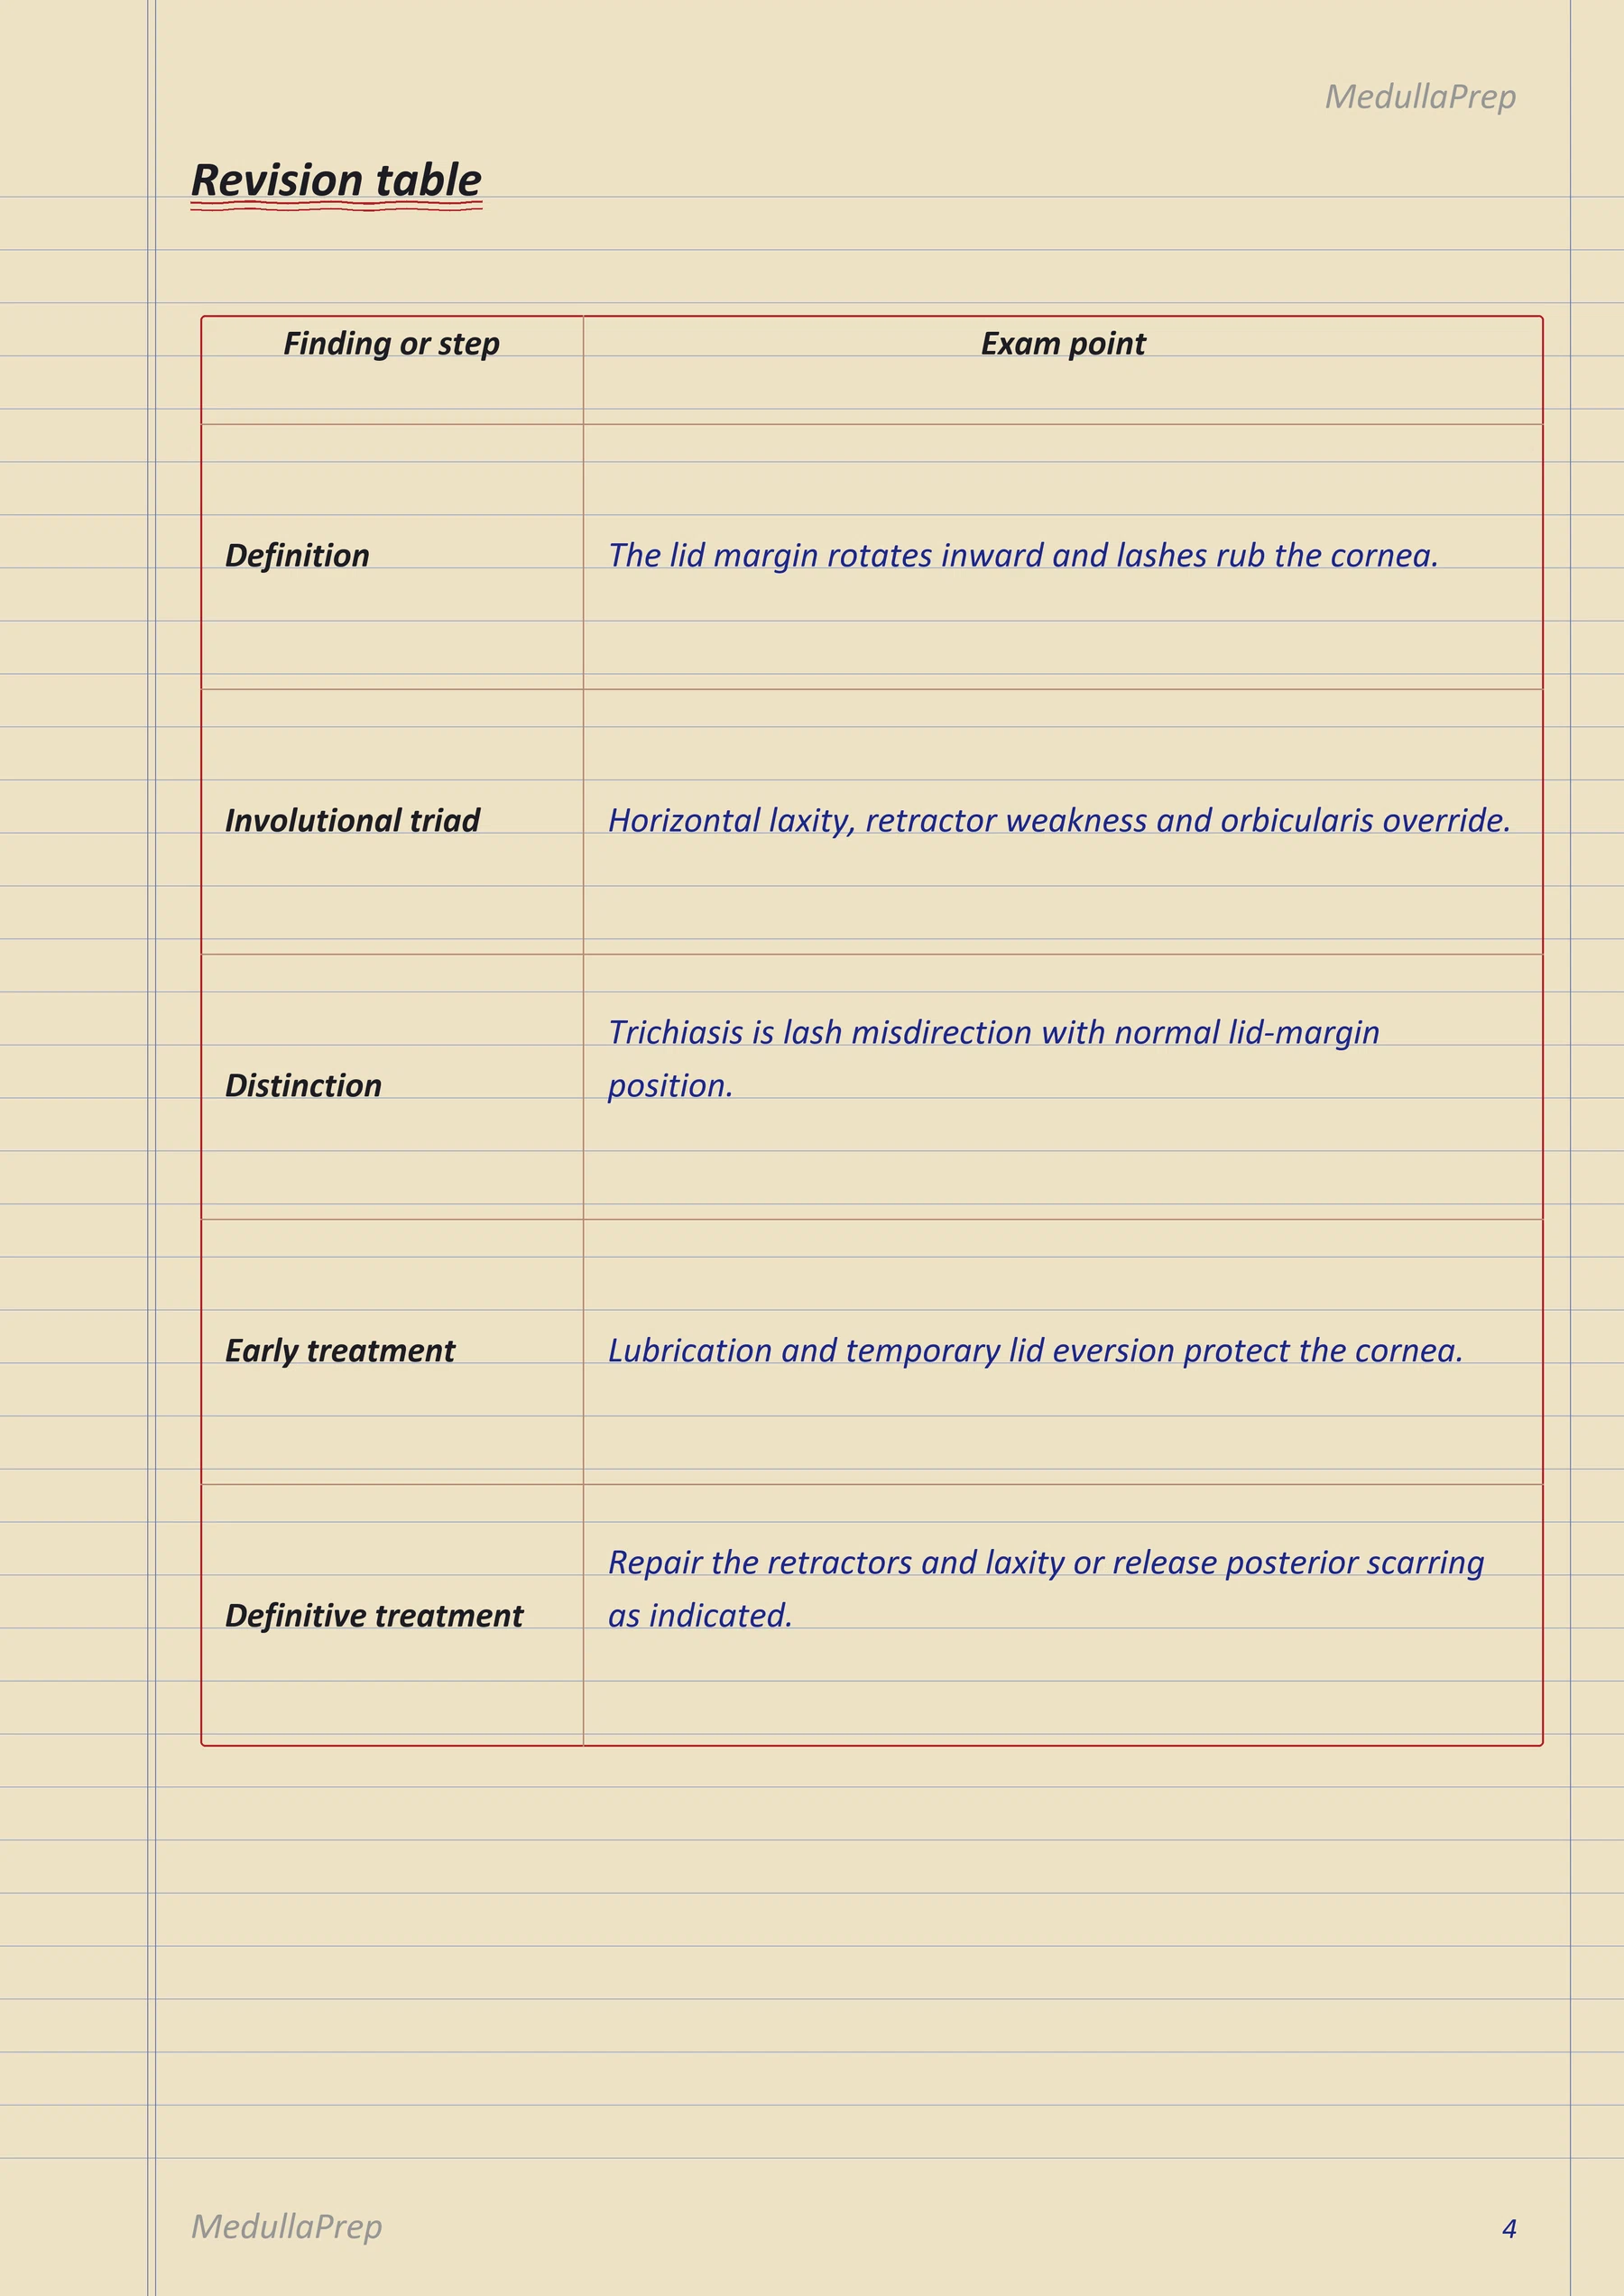 MedullaPrep
Revision table
Finding or step
Exam point
Definition
The lid margin rotates inward and lashes rub the cornea.
Involutional triad
Horizontal laxity, retractor weakness and orbicularis override.
Distinction
Trichiasis is lash misdirection with normal lid-margin
position.
Early treatment
Lubrication and temporary lid eversion protect the cornea.
Definitive treatment
Repair the retractors and laxity or release posterior scarring
as indicated.
MedullaPrep
4